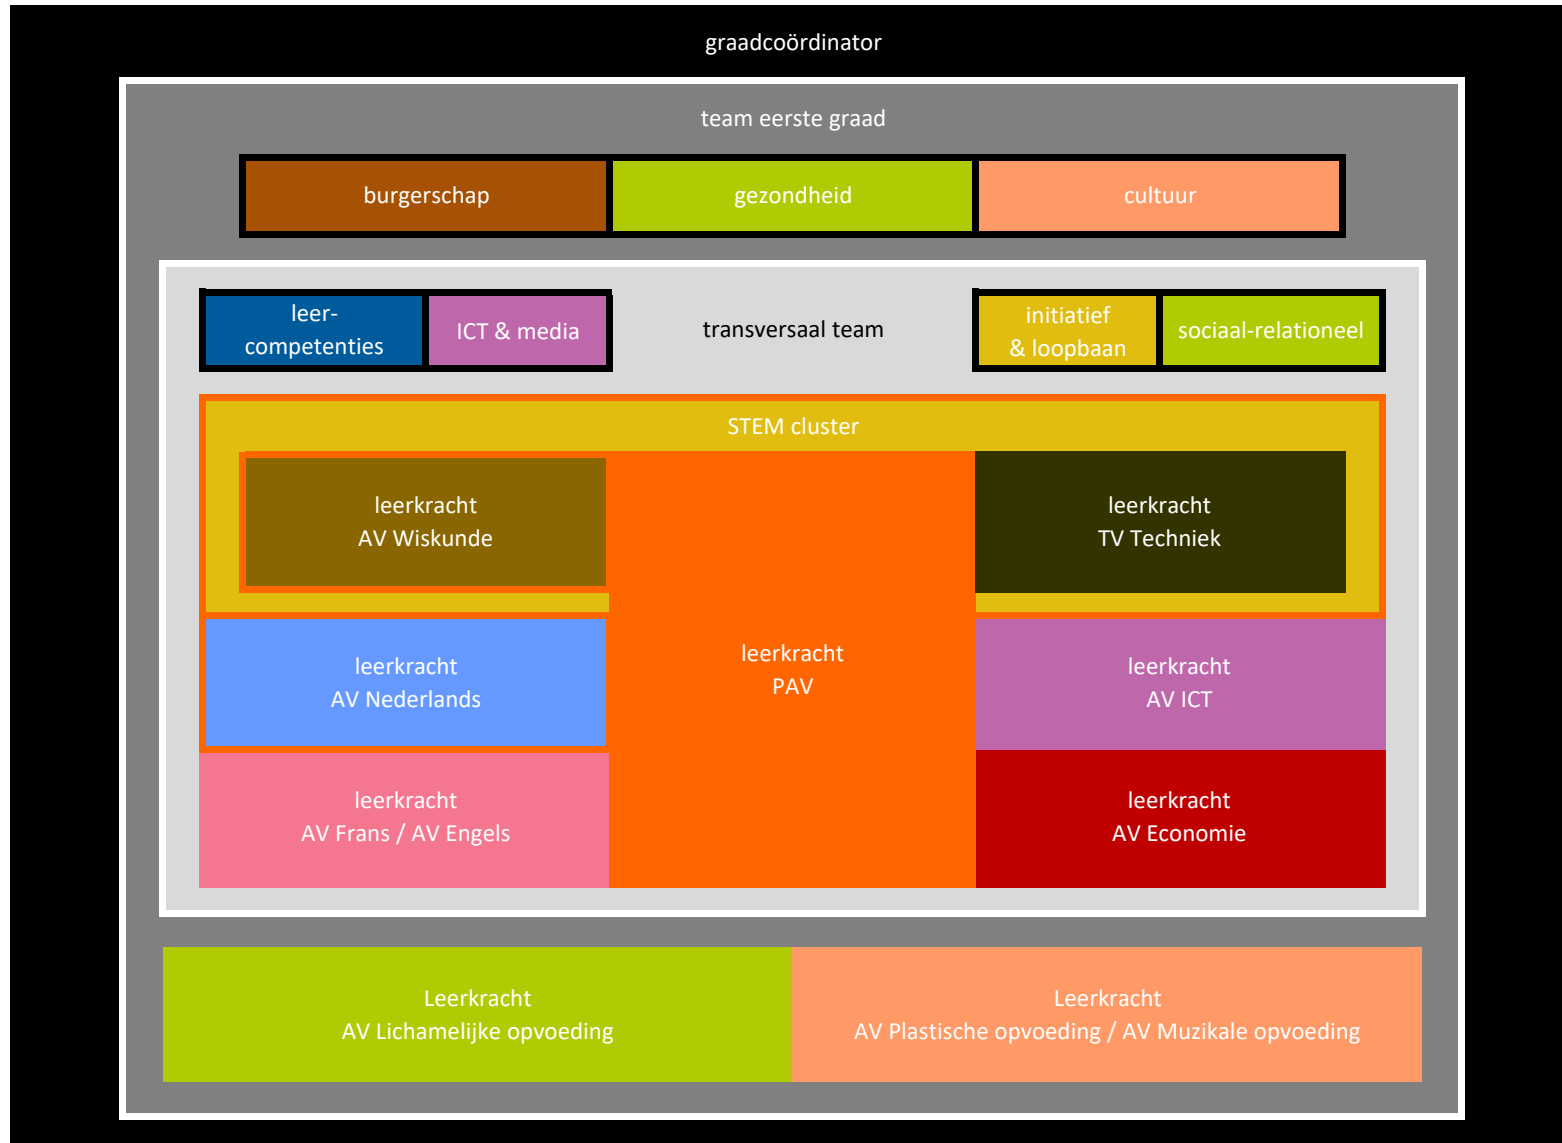 graadcoördinator
team eerste graad
burgerschap
gezondheid
cultuur
leer-
competenties
ICT & media
transversaal team
initiatief
& loopbaan
sociaal-relationeel
STEM cluster
leerkracht
AV Wiskunde
leerkracht
TV Techniek
leerkracht
AV Nederlands
leerkracht
PAV
leerkracht
AV ICT
leerkracht
AV Frans / AV Engels
leerkracht
AV Economie
Leerkracht
AV Lichamelijke opvoeding
Leerkracht
AV Plastische opvoeding / AV Muzikale opvoeding